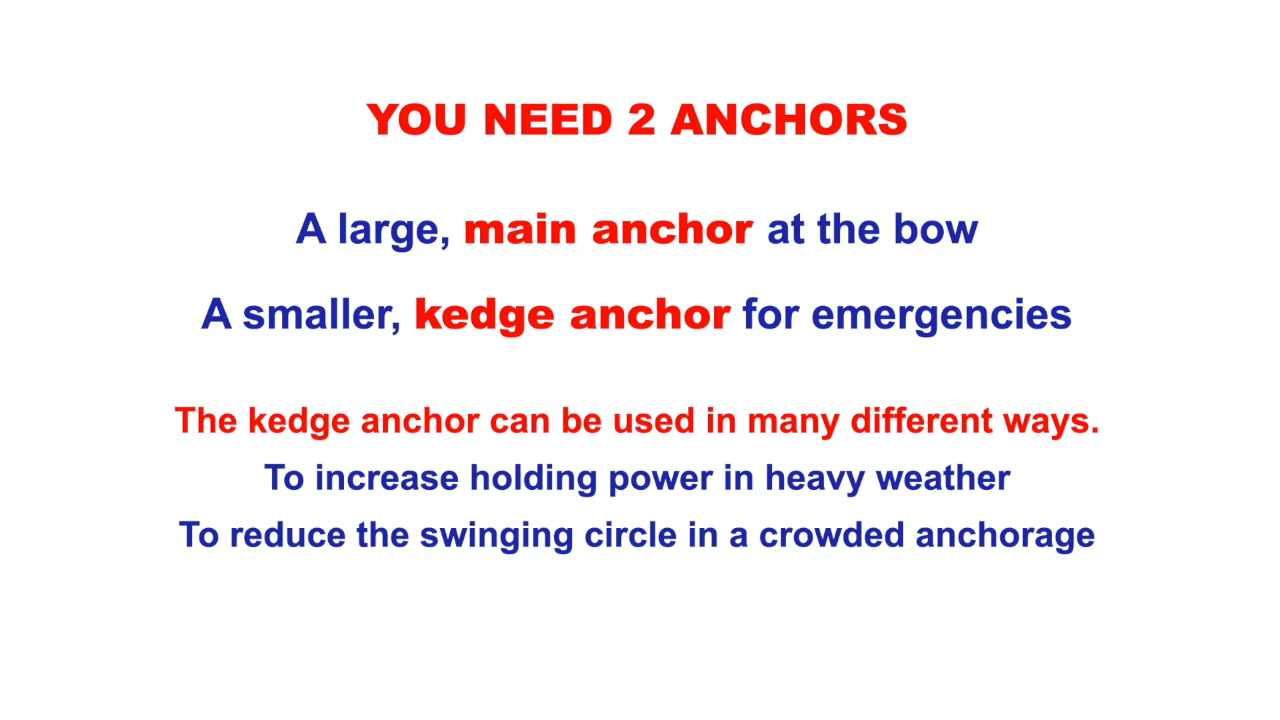 YOU NEED 2 ANCHORS
A large, main anchor at the bow
A smaller, kedge anchor for emergencies
The kedge anchor can be used in many different ways.
To increase holding power in heavy weather
To reduce the swinging circle in a crowded anchorage